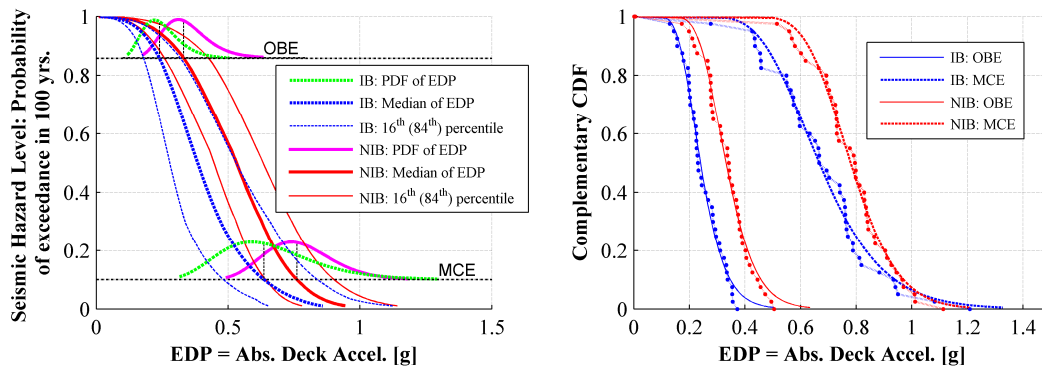 Seismic Hazard Level: Probability
of exceedance in 100 yrs.
1
0.8
0.6
0.4
0.2
0
0
0.5
1
1.5
EDP = Abs. Deck Accel. [g]
OBE
MCE
IB: PDF of EDP
IB: Median of EDP
IB: 16th (84th) percentile
NIB: PDF of EDP
NIB: Median of EDP
NIB: 16th (84th) percentile
Complementary CDF
1
0.8
0.6
0.4
0.2
0
0
0.2
0.4
0.6
0.8
1
1.2
1.4
EDP = Abs. Deck Accel. [g]
IB: OBE
IB: MCE
NIB: OBE
NIB: MCE